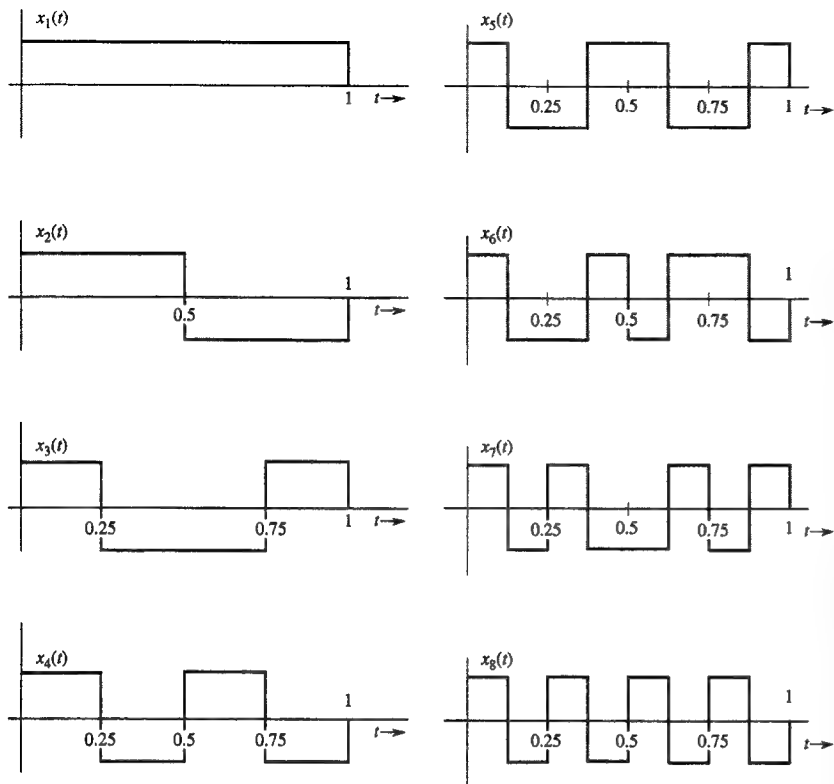 x₁(t)
1 t→
x₂(t)
0.5
1
t→
x₃(t)
0.25 0.75 1 t→
x₄(t)
0.25 0.5 0.75
1
t→
x₅(t)
0.25 0.5 0.75 1 t→
x₆(t)
0.25 0.5 0.75
1
t→
x₇(t)
0.25 0.5 0.75 1 t→
x₈(t)
0.25 0.5 0.75
1
t→